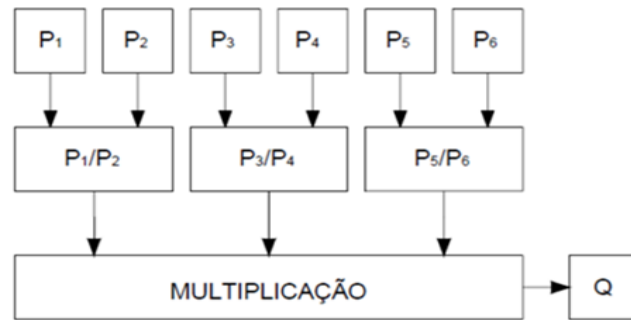 P₁ P₂ P₃ P₄ P₅ P₆
P₁/P₂ P₃/P₄ P₅/P₆
MULTIPLICAÇÃO Q